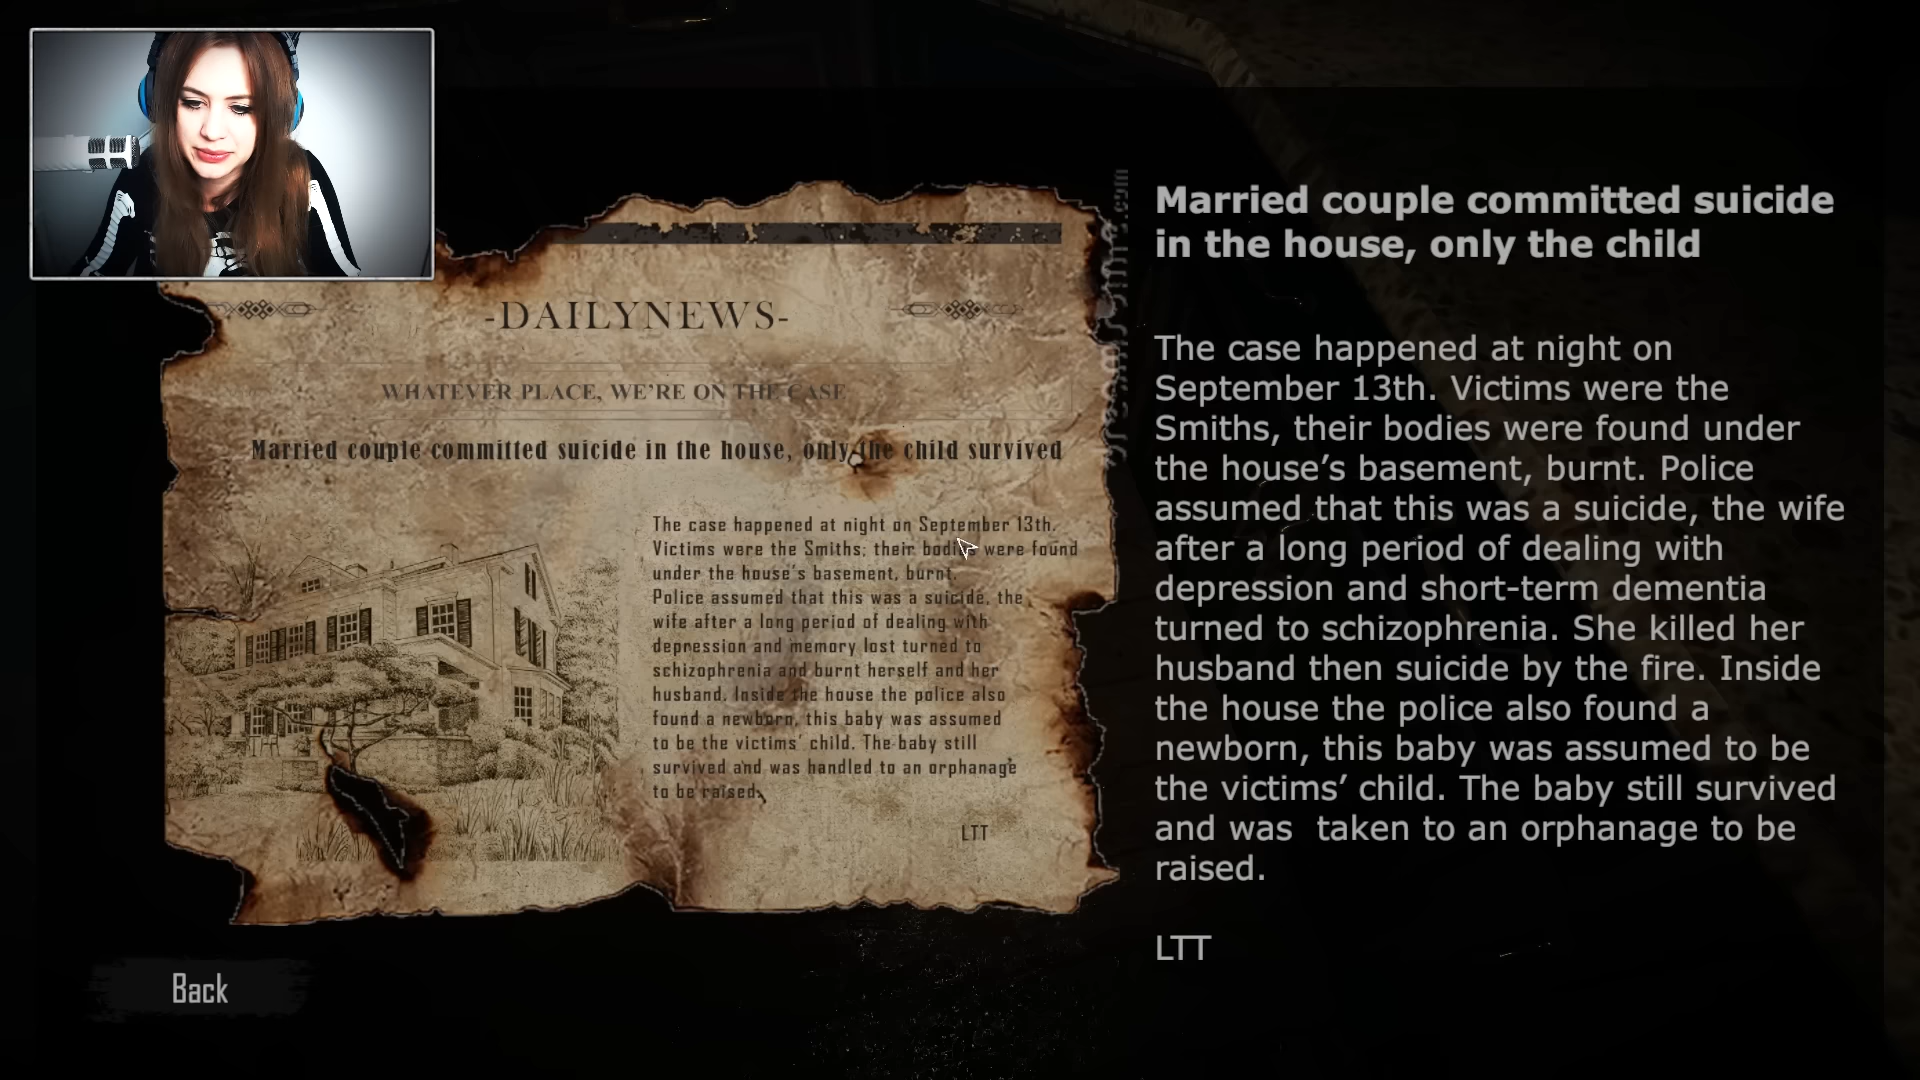 -DAILYNEWS-
WHATEVER PLACE, WE'RE ON THE CASE
Married couple committed suicide in the house, only the child survived
The case happened at night on September 13th.
Victims were the Smiths; their bodies were found
under the house's basement, burnt.
Police assumed that this was a suicide, the
wife after a long period of dealing with
depression and memory lost turned to
schizophrenia and burnt herself and her
husband. Inside the house the police also
found a newborn, this baby was assumed
to be the victims' child. The baby still
survived and was handled to an orphanage
to be raised.
LTT
Back
Married couple committed suicide
in the house, only the child
The case happened at night on
September 13th. Victims were the
Smiths, their bodies were found under
the house’s basement, burnt. Police
assumed that this was a suicide, the wife
after a long period of dealing with
depression and short-term dementia
turned to schizophrenia. She killed her
husband then suicide by the fire. Inside
the house the police also found a
newborn, this baby was assumed to be
the victims’ child. The baby still survived
and was  taken to an orphanage to be
raised.
LTT